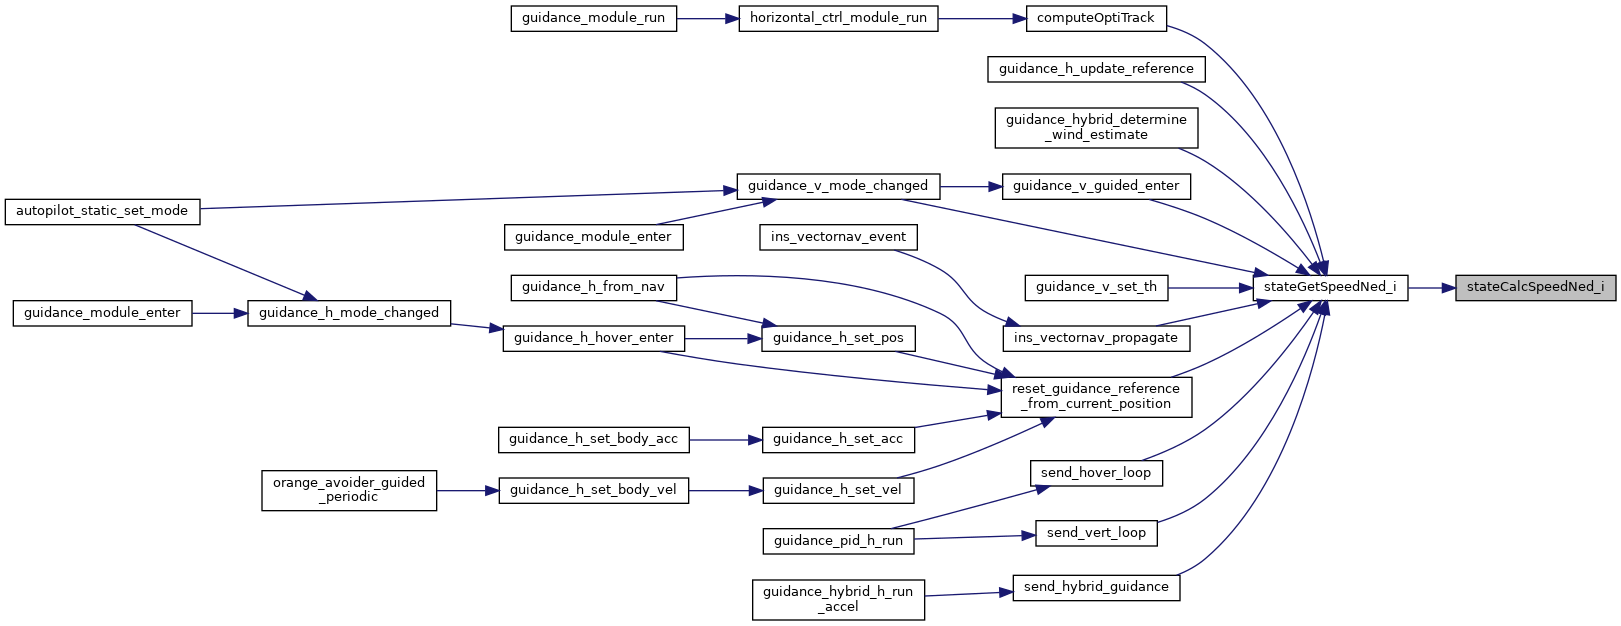 guidance_module_run
horizontal_ctrl_module_run
computeOptiTrack
guidance_h_update_reference
guidance_hybrid_determine
_wind_estimate
guidance_v_mode_changed
guidance_v_guided_enter
autopilot_static_set_mode
guidance_module_enter
ins_vectornav_event
guidance_h_from_nav
guidance_v_set_th
stateGetSpeedNed_i
stateCalcSpeedNed_i
guidance_module_enter
guidance_h_mode_changed
guidance_h_hover_enter
guidance_h_set_pos
ins_vectornav_propagate
reset_guidance_reference
_from_current_position
guidance_h_set_body_acc
guidance_h_set_acc
send_hover_loop
orange_avoider_guided
_periodic
guidance_h_set_body_vel
guidance_h_set_vel
guidance_pid_h_run
send_vert_loop
guidance_hybrid_h_run
_accel
send_hybrid_guidance